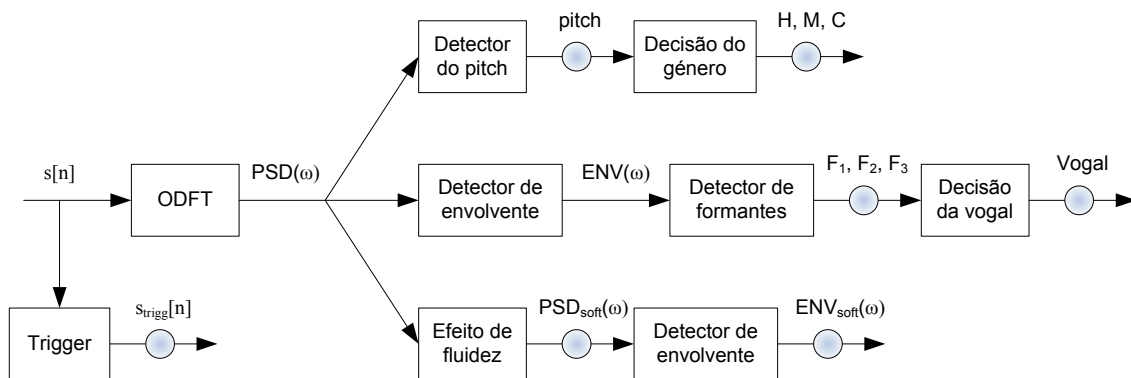 pitch
H, M, C
Detector
do pitch
Decisão do
género
s[n]
PSD(ω)
ENV(ω)
F1, F2, F3
Vogal
ODFT
Detector de
envolvente
Detector de
formantes
Decisão
da vogal
strigg[n]
PSDsoft(ω)
ENVsoft(ω)
Trigger
Efeito de
fluidez
Detector de
envolvente